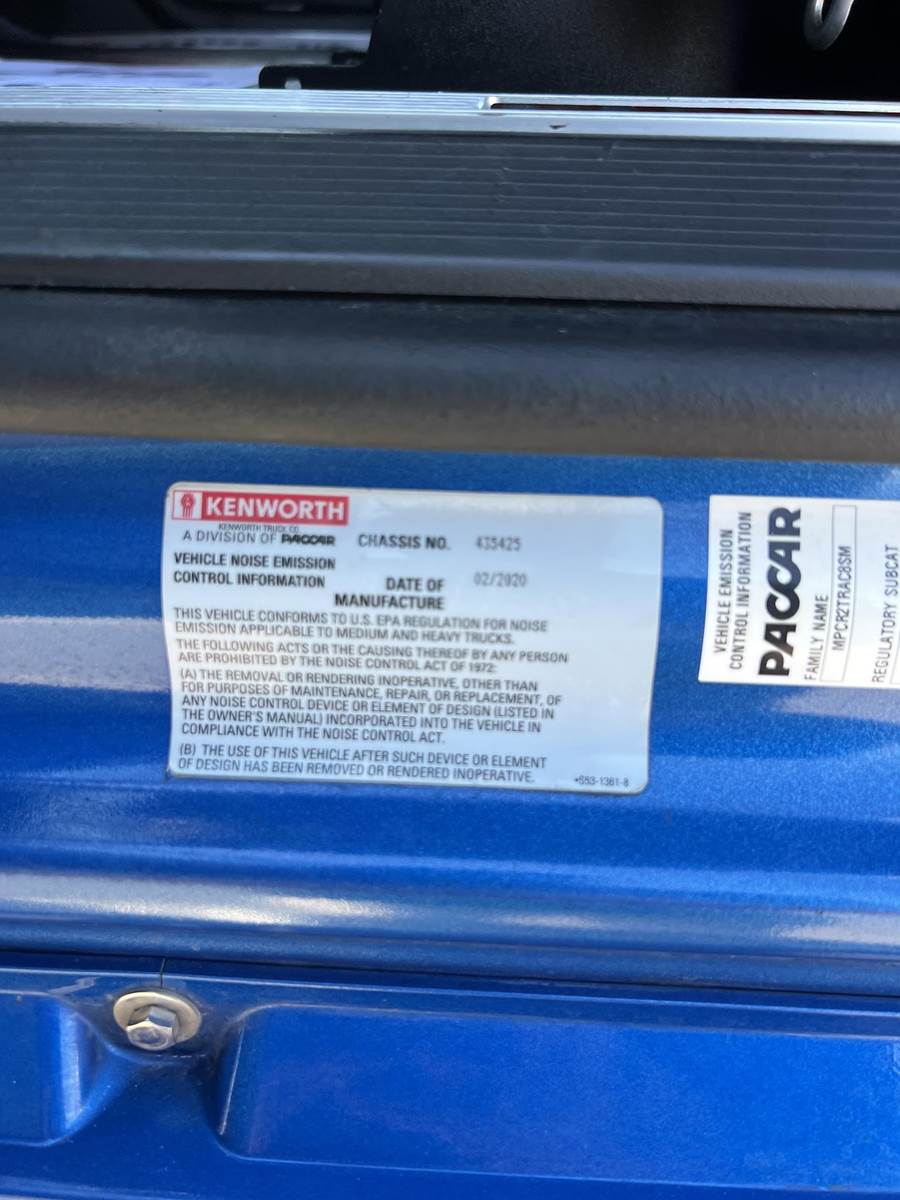 KENWORTH
KENWORTH TRUCK CO.
A DIVISION OF PACCAR
CHASSIS NO. 435425
VEHICLE NOISE EMISSION
CONTROL INFORMATION
DATE OF
MANUFACTURE
02/2020
THIS VEHICLE CONFORMS TO U.S. EPA REGULATION FOR NOISE
EMISSION APPLICABLE TO MEDIUM AND HEAVY TRUCKS.
THE FOLLOWING ACTS OR THE CAUSING THEREOF BY ANY PERSON
ARE PROHIBITED BY THE NOISE CONTROL ACT OF 1972:
(A) THE REMOVAL OR RENDERING INOPERATIVE, OTHER THAN
FOR PURPOSES OF MAINTENANCE, REPAIR, OR REPLACEMENT, OF
ANY NOISE CONTROL DEVICE OR ELEMENT OF DESIGN (LISTED IN
THE OWNER'S MANUAL) INCORPORATED INTO THE VEHICLE IN
COMPLIANCE WITH THE NOISE CONTROL ACT.
(B) THE USE OF THIS VEHICLE AFTER SUCH DEVICE OR ELEMENT
OF DESIGN HAS BEEN REMOVED OR RENDERED INOPERATIVE.
*S53-1361-8
VEHICLE EMISSION
CONTROL INFORMATION
PACCAR
FAMILY NAME
MPCR2TRAC8SM
REGULATORY SUBCAT